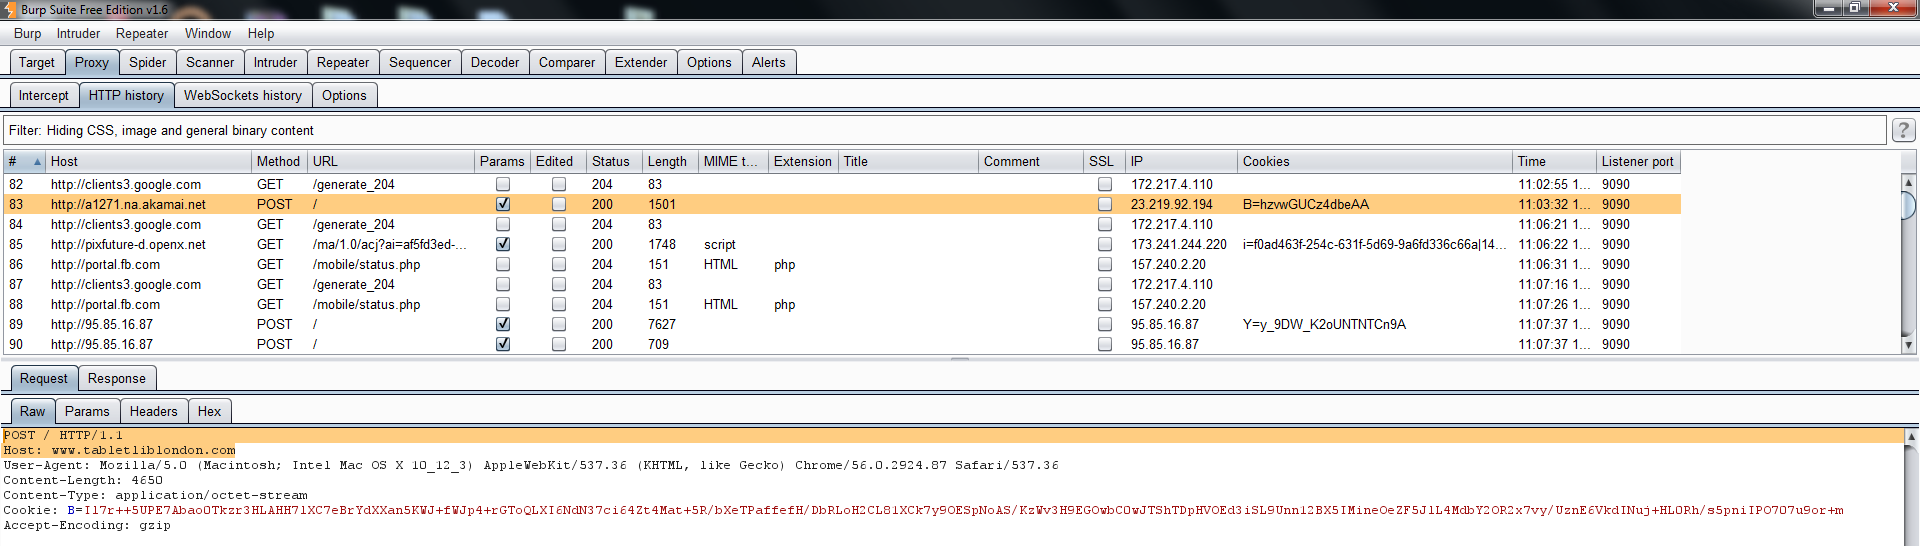 Burp Suite Free Edition v1.6
Burp Intruder Repeater Window Help
Target Proxy Spider Scanner Intruder Repeater Sequencer Decoder Comparer Extender Options Alerts
Intercept HTTP history WebSockets history Options
Filter: Hiding CSS, image and general binary content ?
# Host Method URL Params Edited Status Length MIME t... Extension Title Comment SSL IP Cookies Time Listener port
82 http://clients3.google.com GET /generate_204 204 83 172.217.4.110 11:02:55 1... 9090
83 http://a1271.na.akamai.net POST / 200 1501 23.219.92.194 B=hzvwGUCz4dbeAA 11:03:32 1... 9090
84 http://clients3.google.com GET /generate_204 204 83 172.217.4.110 11:06:21 1... 9090
85 http://pixfuture-d.openx.net GET /ma/1.0/acj?ai=af5fd3ed-... 200 1748 script 173.241.244.220 i=f0ad463f-254c-631f-5d69-9a6fd336c66a|14... 11:06:22 1... 9090
86 http://portal.fb.com GET /mobile/status.php 204 151 HTML php 157.240.2.20 11:06:31 1... 9090
87 http://clients3.google.com GET /generate_204 204 83 172.217.4.110 11:07:16 1... 9090
88 http://portal.fb.com GET /mobile/status.php 204 151 HTML php 157.240.2.20 11:07:26 1... 9090
89 http://95.85.16.87 POST / 200 7627 95.85.16.87 Y=y_9DW_K2oUNTNTCn9A 11:07:37 1... 9090
90 http://95.85.16.87 POST / 200 709 95.85.16.87 11:07:37 1... 9090
Request Response
Raw Params Headers Hex
POST / HTTP/1.1
Host: www.tabletliblondon.com
User-Agent: Mozilla/5.0 (Macintosh; Intel Mac OS X 10_12_3) AppleWebKit/537.36 (KHTML, like Gecko) Chrome/56.0.2924.87 Safari/537.36
Content-Length: 4650
Content-Type: application/octet-stream
Cookie:
Accept-Encoding: gzip